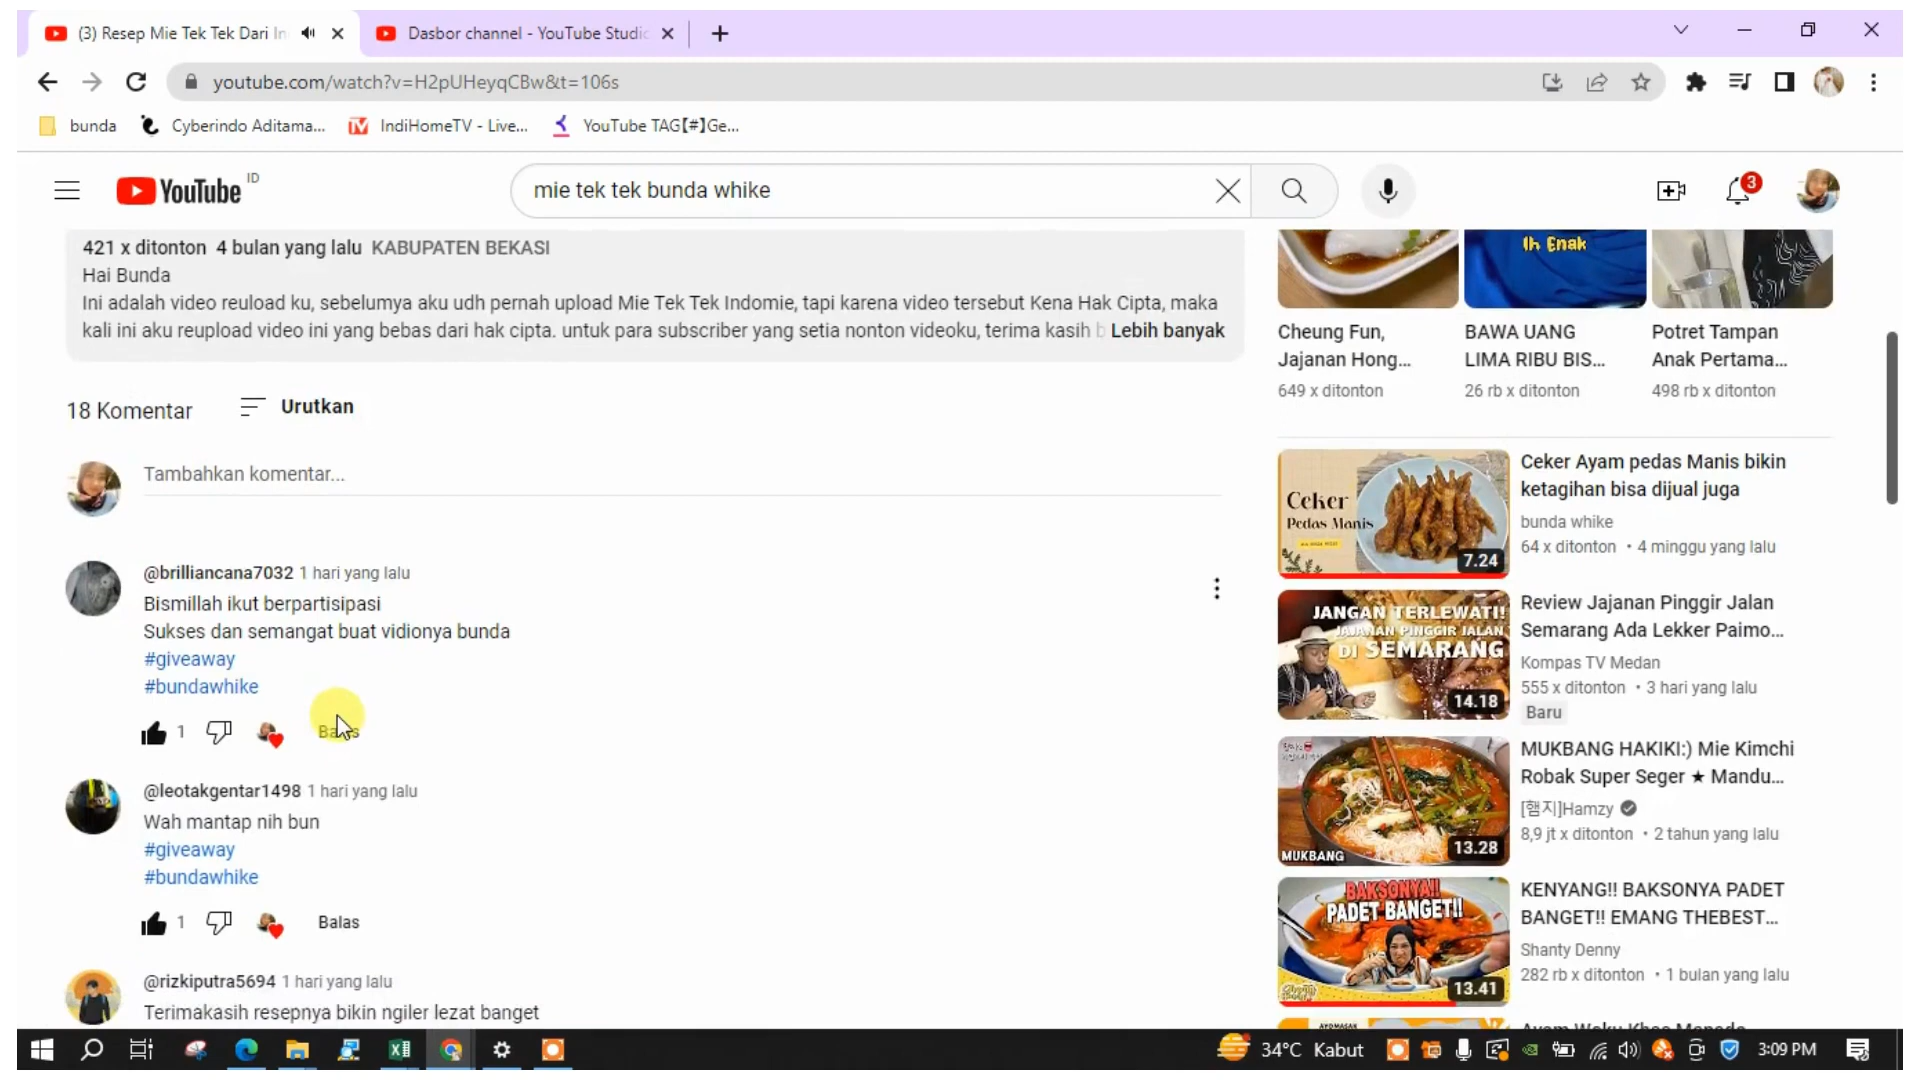 (3) Resep Mie Tek Tek Dari In
Dasbor channel - YouTube Studio
youtube.com/watch?v=H2pUHeyqCBw&t=106s
bunda
Cyberindo Aditama...
IndiHomeTV - Live...
YouTube TAG【#】Ge...
YouTube ID
mie tek tek bunda whike
3
421 x ditonton 4 bulan yang lalu KABUPATEN BEKASI
Hai Bunda
Ini adalah video reuload ku, sebelumya aku udh pernah upload Mie Tek Tek Indomie, tapi karena video tersebut Kena Hak Cipta, maka
kali ini aku reupload video ini yang bebas dari hak cipta. untuk para subscriber yang setia nonton videoku, terima kasih b Lebih banyak
18 Komentar
Urutkan
Tambahkan komentar...
@brilliancana7032 1 hari yang lalu
Bismillah ikut berpartisipasi
Sukses dan semangat buat vidionya bunda
#giveaway
#bundawhike
1
Balas
@leotakgentar1498 1 hari yang lalu
Wah mantap nih bun
#giveaway
#bundawhike
1
Balas
@rizkiputra5694 1 hari yang lalu
Terimakasih resepnya bikin ngiler lezat banget
Ih Enak
Cheung Fun,
Jajanan Hong...
649 x ditonton
BAWA UANG
LIMA RIBU BIS...
26 rb x ditonton
Potret Tampan
Anak Pertama...
498 rb x ditonton
Ceker
Pedas Manis
7.24
Ceker Ayam pedas Manis bikin
ketagihan bisa dijual juga
bunda whike
64 x ditonton • 4 minggu yang lalu
JANGAN TERLEWATI!
JAJANAN PINGGIR JALAN
DI SEMARANG
14.18
Review Jajanan Pinggir Jalan
Semarang Ada Lekker Paimo...
Kompas TV Medan
555 x ditonton • 3 hari yang lalu
Baru
MUKBANG
13.28
MUKBANG HAKIKI:) Mie Kimchi
Robak Super Seger ★ Mandu...
[햄지]Hamzy
8,9 jt x ditonton • 2 tahun yang lalu
BAKSONYA!!
PADET BANGET!!
13.41
KENYANG!! BAKSONYA PADET
BANGET!! EMANG THEBEST...
Shanty Denny
282 rb x ditonton • 1 bulan yang lalu
AYOMASAK
Ayam Woku Khas Manado
34°C Kabut
3:09 PM